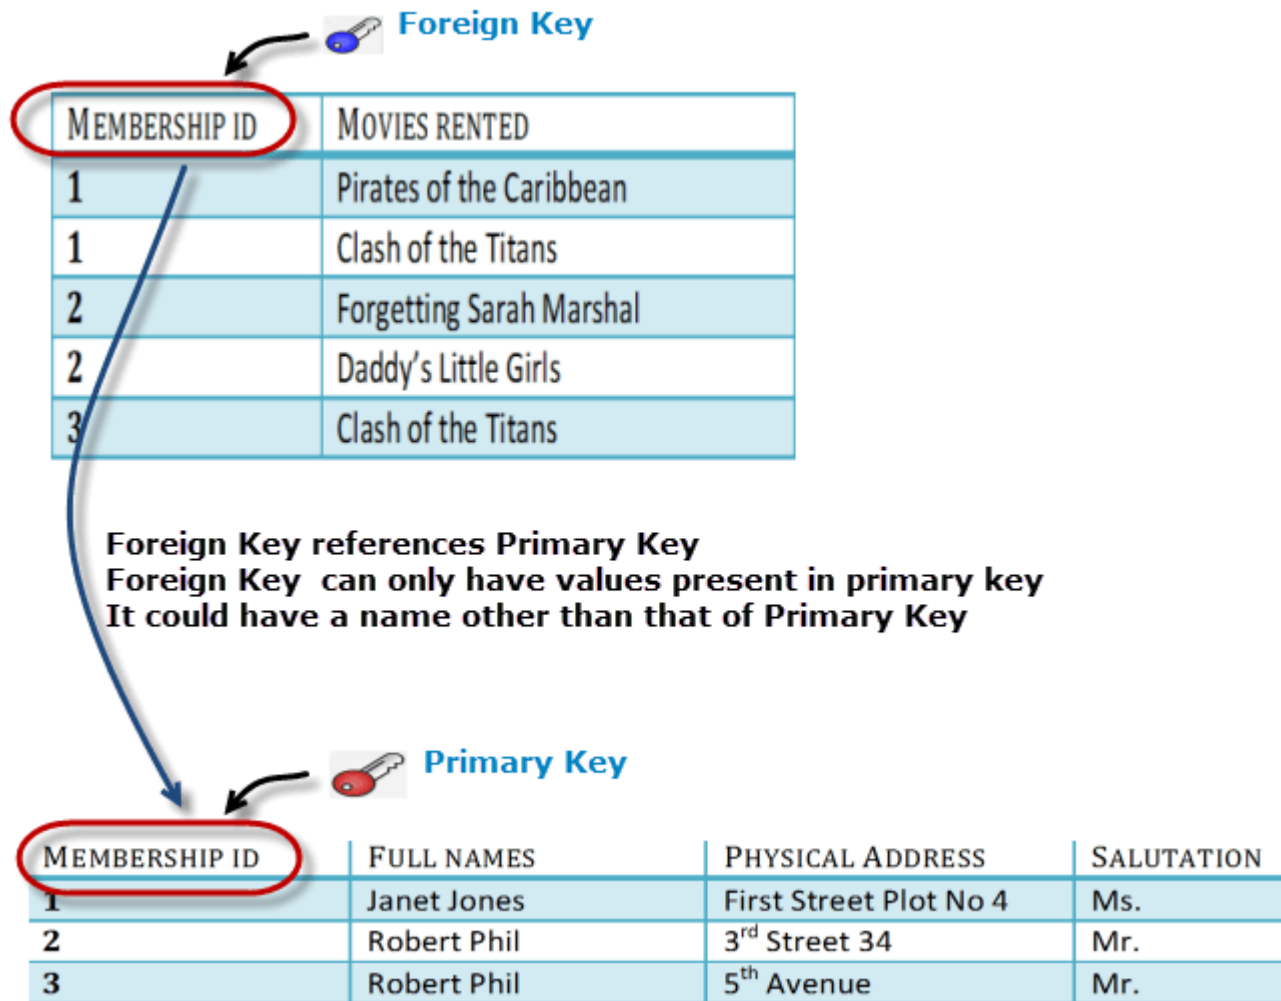 Foreign Key
MEMBERSHIP ID MOVIES RENTED
1 Pirates of the Caribbean
1 Clash of the Titans
2 Forgetting Sarah Marshal
2 Daddy's Little Girls
3 Clash of the Titans
Foreign Key references Primary Key
Foreign Key can only have values present in primary key
It could have a name other than that of Primary Key
Primary Key
MEMBERSHIP ID FULL NAMES PHYSICAL ADDRESS SALUTATION
1 Janet Jones First Street Plot No 4 Ms.
2 Robert Phil 3rd Street 34 Mr.
3 Robert Phil 5th Avenue Mr.